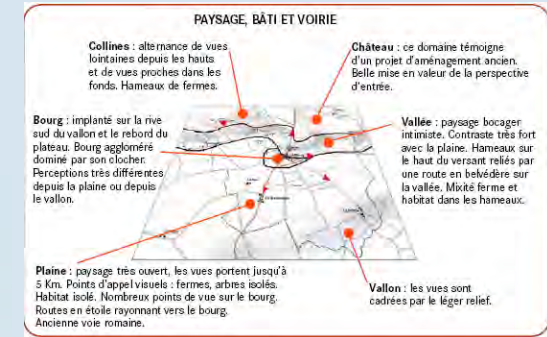 PAYSAGE, BÂTI ET VOIRIE
Collines : alternance de vues
lointaines depuis les hauts
et de vues proches dans les
fonds. Hameaux de fermes.
Château : ce domaine témoigne
d'un projet d'aménagement ancien.
Belle mise en valeur de la perspective
d'entrée.
Bourg : implanté sur la rive
sud du vallon et le rebord du
plateau. Bourg aggloméré
dominé par son clocher.
Perceptions très différentes
depuis la plaine ou depuis
le vallon.
Vallée : paysage bocager
intimiste. Contraste très fort
avec la plaine. Hameaux sur
le haut du versant reliés par
une route en belvédère sur
la vallée. Mixité ferme et
habitat dans les hameaux.
Plaine : paysage très ouvert, les vues portent jusqu'à
5 Km. Points d'appel visuels : fermes, arbres isolés.
Habitat isolé. Nombreux points de vue sur le bourg.
Routes en étoile rayonnant vers le bourg.
Ancienne voie romaine.
Vallon : les vues sont
cadrées par le léger relief.